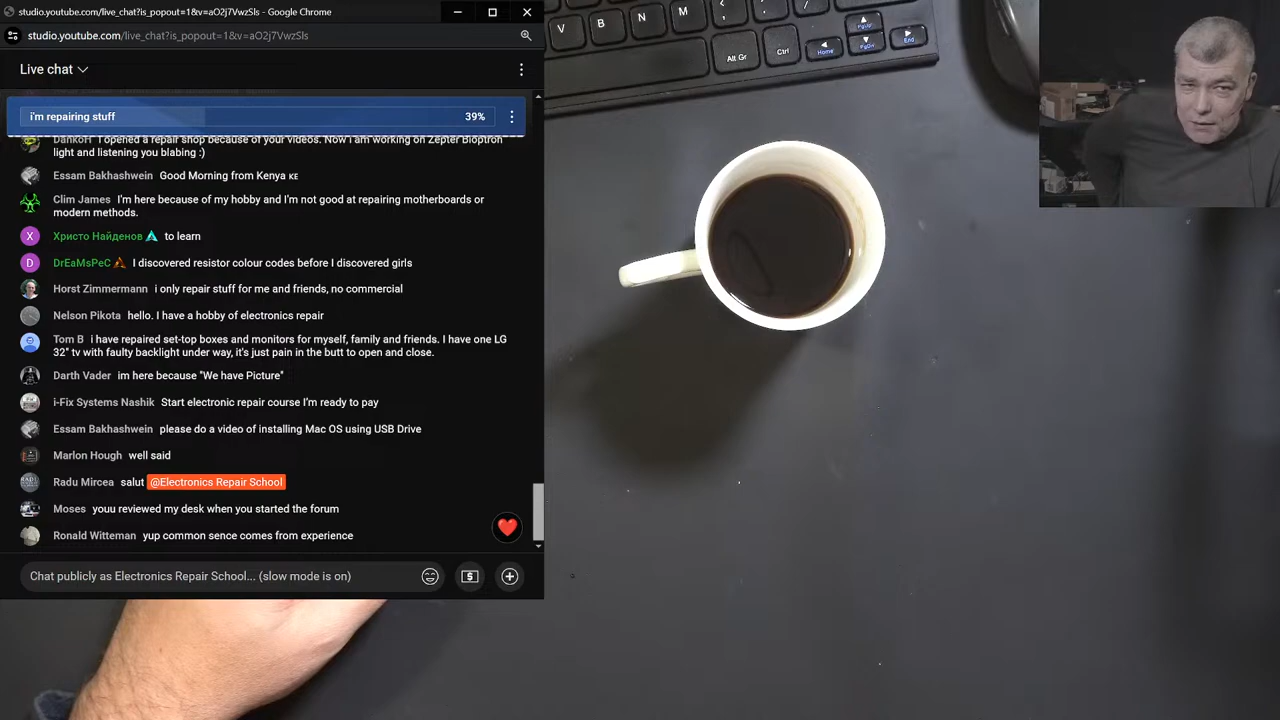 studio.youtube.com/live_chat?is_popout=1&v=aO2j7VwzSls - Google Chrome
studio.youtube.com/live_chat?is_popout=1&v=aO2j7VwzSls
Live chat
i'm repairing stuff 39%
Dankoff I opened a repair shop because of your videos. Now i am working on Zepter Bioptron
light and listening you blabing :)
Essam Bakhashwein Good Morning from Kenya KE
Clim James I'm here because of my hobby and I'm not good at repairing motherboards or
modern methods.
X Христо Найденов to learn
D DrEaMsPeC I discovered resistor colour codes before I discovered girls
Horst Zimmermann i only repair stuff for me and friends, no commercial
Nelson Pikota hello. I have a hobby of electronics repair
Tom B i have repaired set-top boxes and monitors for myself, family and friends. I have one LG
32" tv with faulty backlight under way, it's just pain in the butt to open and close.
Darth Vader im here because "We have Picture"
i-Fix Systems Nashik Start electronic repair course I'm ready to pay
Essam Bakhashwein please do a video of installing Mac OS using USB Drive
Marlon Hough well said
Radu Mircea salut @Electronics Repair School
Moses youu reviewed my desk when you started the forum
Ronald Witteman yup common sence comes from experience
Chat publicly as Electronics Repair School... (slow mode is on)
V B N M
Alt Gr Ctrl Home PgUp PgDn End